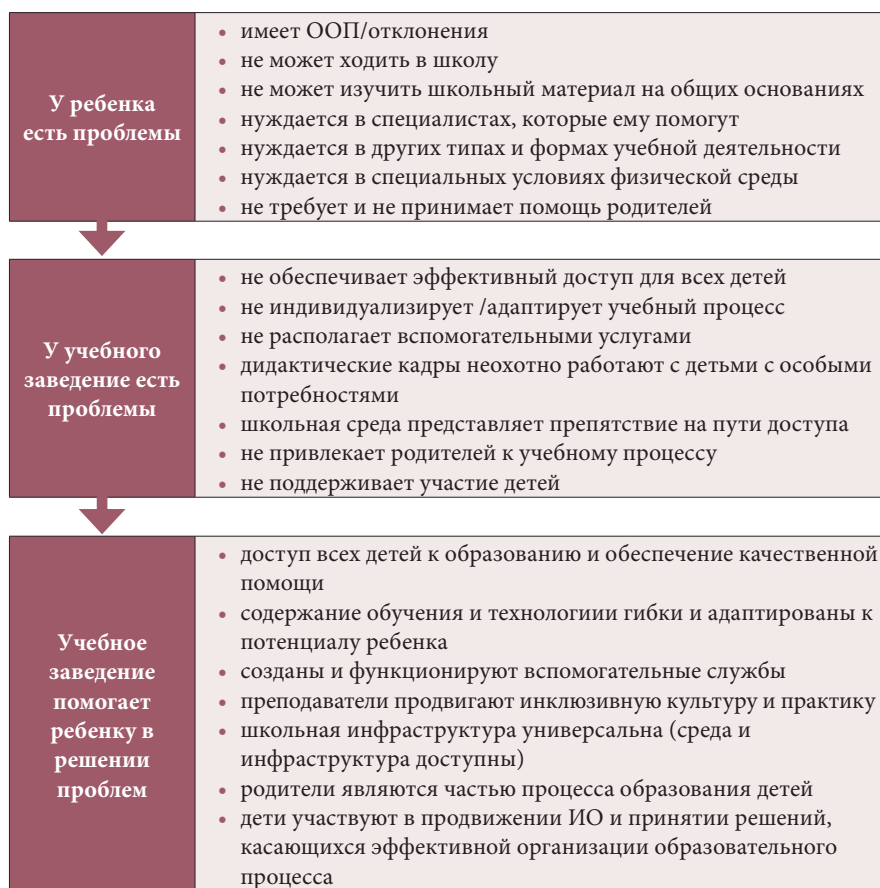 У ребенка
есть проблемы
• имеет ООП/отклонения
• не может ходить в школу
• не может изучить школьный материал на общих основаниях
• нуждается в специалистах, которые ему помогут
• нуждается в других типах и формах учебной деятельности
• нуждается в специальных условиях физической среды
• не требует и не принимает помощь родителей
У учебного
заведение есть
проблемы
• не обеспечивает эффективный доступ для всех детей
• не индивидуализирует /адаптирует учебный процесс
• не располагает вспомогательными услугами
• дидактические кадры неохотно работают с детьми с особыми
потребностями
• школьная среда представляет препятствие на пути доступа
• не привлекает родителей к учебному процессу
• не поддерживает участие детей
Учебное
заведение
помогает
ребенку в
решении
проблем
• доступ всех детей к образованию и обеспечение качественной
помощи
• содержание обучения и технологиии гибки и адаптированы к
потенциалу ребенка
• созданы и функционируют вспомогательные службы
• преподаватели продвигают инклюзивную культуру и практику
• школьная инфраструктура универсальна (среда и
инфраструктура доступны)
• родители являются частью процесса образования детей
• дети участвуют в продвижении ИО и принятии решений,
касающихся эффективной организации образовательного
процесса